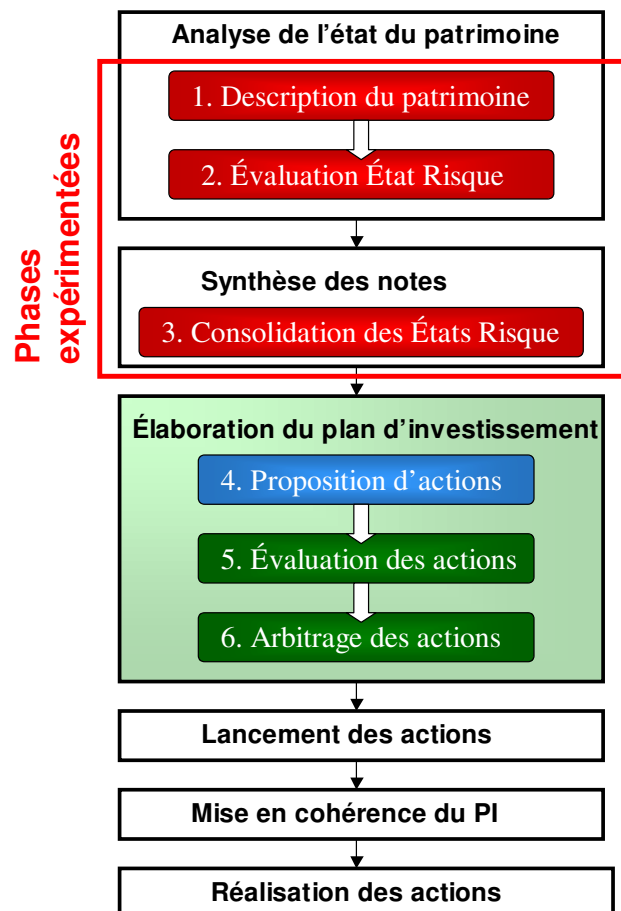 Analyse de l'état du patrimoine
1. Description du patrimoine
2. Évaluation État Risque
Phases
expérimentées
Synthèse des notes
3. Consolidation des États Risque
Élaboration du plan d'investissement
4. Proposition d'actions
5. Évaluation des actions
6. Arbitrage des actions
Lancement des actions
Mise en cohérence du PI
Réalisation des actions